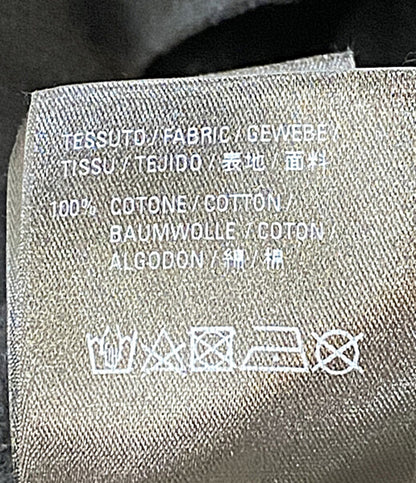 TESSUTO / FABRIC / GEWEBE /
TISSU / TEJIDO / 表地 / 面料
100% COTONE / COTTON /
BAUMWOLLE / COTON /
ALGODON / 綿 / 棉